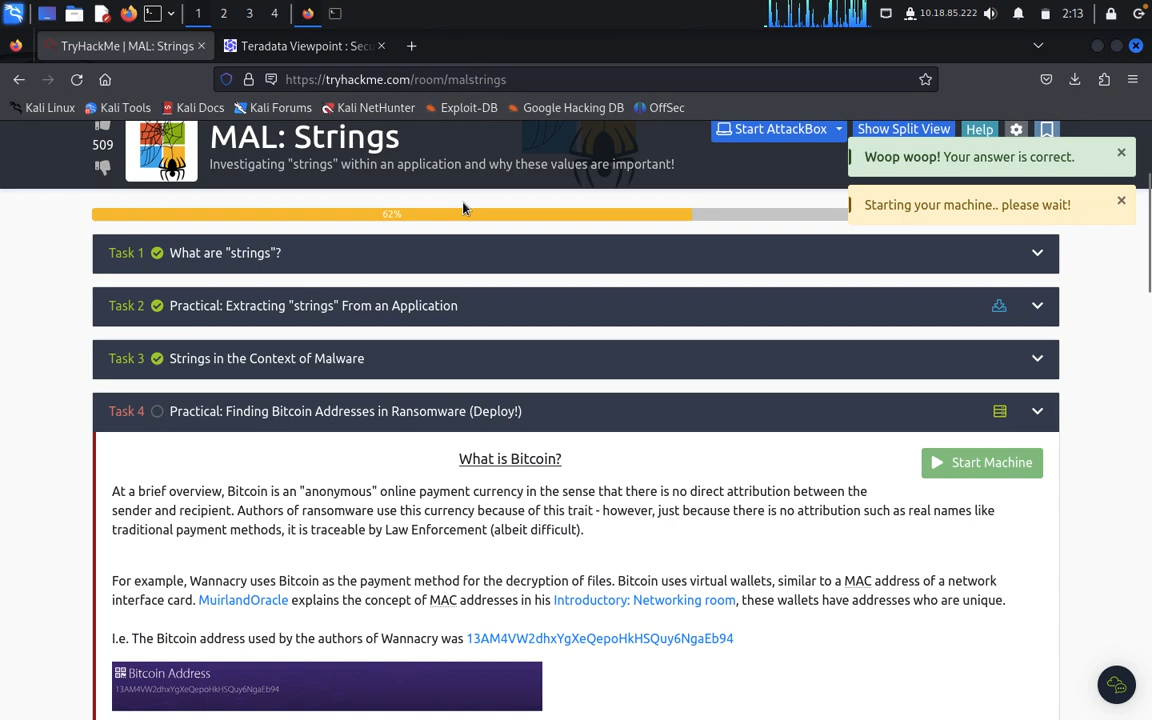 1 2 3 4 10.18.85.222 2:13
TryHackMe | MAL: Strings Teradata Viewpoint : Secu
https://tryhackme.com/room/malstrings
Kali Linux Kali Tools Kali Docs Kali Forums Kali NetHunter Exploit-DB Google Hacking DB OffSec
509
MAL: Strings
Investigating "strings" within an application and why these values are important!
Start AttackBox Show Split View Help
Woop woop! Your answer is correct.
Starting your machine.. please wait!
62%
Task 1 What are "strings"?
Task 2 Practical: Extracting "strings" From an Application
Task 3 Strings in the Context of Malware
Task 4 Practical: Finding Bitcoin Addresses in Ransomware (Deploy!)
What is Bitcoin?
Start Machine
At a brief overview, Bitcoin is an "anonymous" online payment currency in the sense that there is no direct attribution between the
sender and recipient. Authors of ransomware use this currency because of this trait - however, just because there is no attribution such as real names like
traditional payment methods, it is traceable by Law Enforcement (albeit difficult).
For example, Wannacry uses Bitcoin as the payment method for the decryption of files. Bitcoin uses virtual wallets, similar to a MAC address of a network
interface card. MuirlandOracle explains the concept of MAC addresses in his Introductory: Networking room, these wallets have addresses who are unique.
I.e. The Bitcoin address used by the authors of Wannacry was 13AM4VW2dhxYgXeQepoHkHSQuy6NgaEb94
Bitcoin Address
13AM4VW2dhxYgXeQepoHkHSQuy6NgaEb94